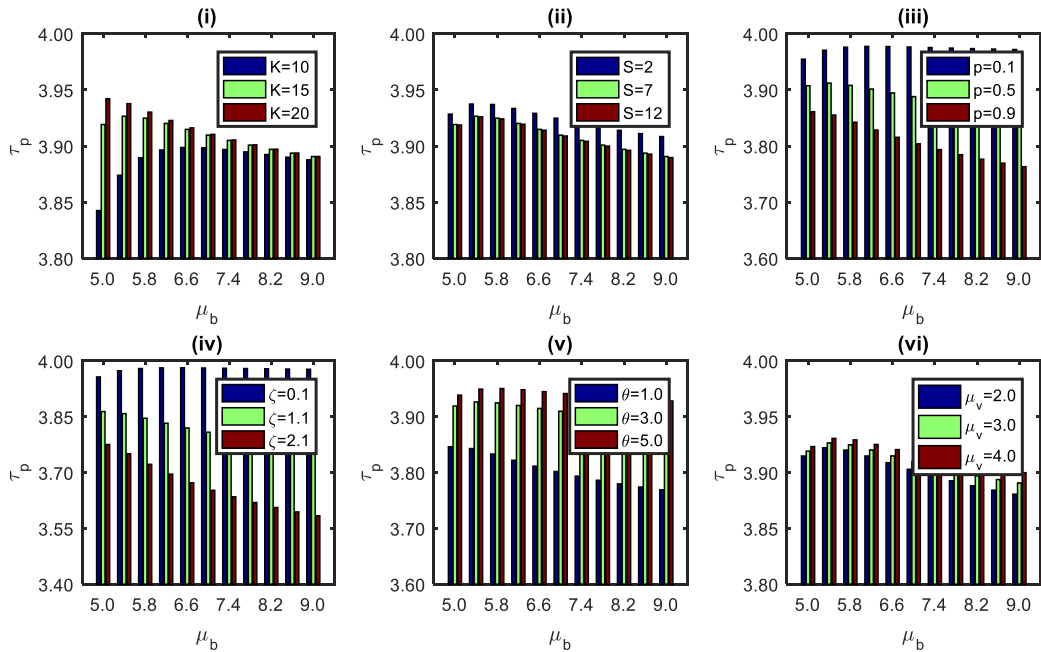 (i)
4.00
3.95
3.90
3.85
3.80
τp
K=10
K=15
K=20
5.0 5.8 6.6 7.4 8.2 9.0
μb
(ii)
4.00
3.95
3.90
3.85
3.80
τp
S=2
S=7
S=12
5.0 5.8 6.6 7.4 8.2 9.0
μb
(iii)
4.00
3.90
3.80
3.70
3.60
τp
p=0.1
p=0.5
p=0.9
5.0 5.8 6.6 7.4 8.2 9.0
μb
(iv)
4.00
3.85
3.70
3.55
3.40
τp
ζ=0.1
ζ=1.1
ζ=2.1
5.0 5.8 6.6 7.4 8.2 9.0
μb
(v)
4.00
3.90
3.80
3.70
3.60
τp
θ=1.0
θ=3.0
θ=5.0
5.0 5.8 6.6 7.4 8.2 9.0
μb
(vi)
4.00
3.95
3.90
3.85
3.80
τp
μv=2.0
μv=3.0
μv=4.0
5.0 5.8 6.6 7.4 8.2 9.0
μb